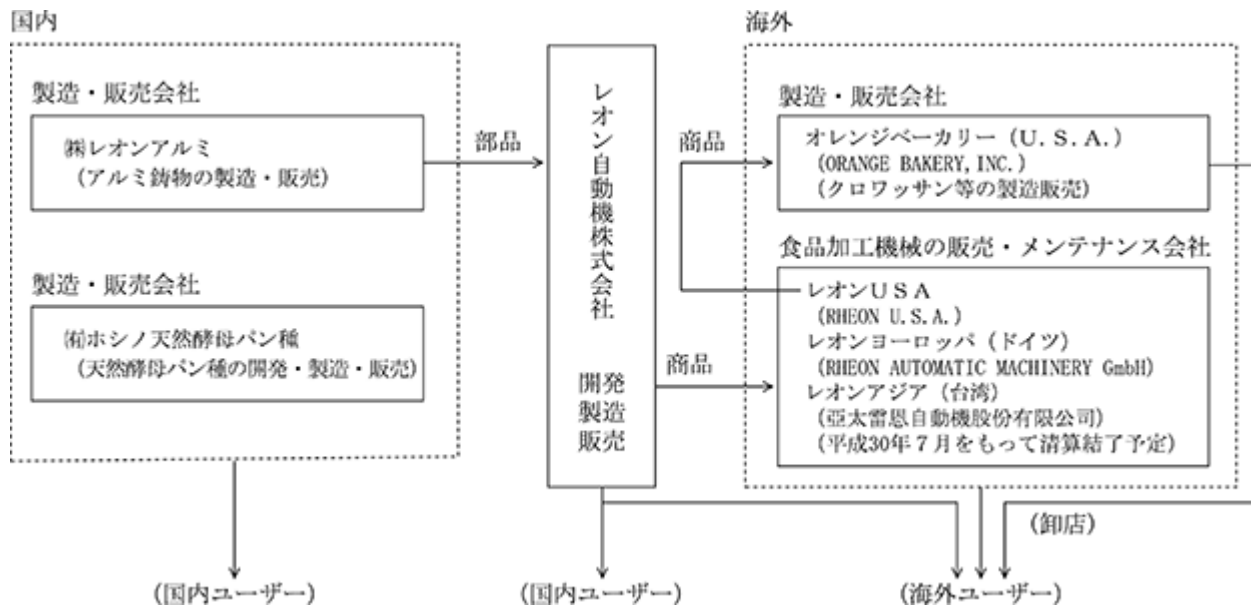 国内
製造・販売会社
㈱レオンアルミ
(アルミ鋳物の製造・販売)
製造・販売会社
㈲ホシノ天然酵母パン種
(天然酵母パン種の開発・製造・販売)
(国内ユーザー)
部品
レオン自動機株式会社
開発
製造
販売
(国内ユーザー)
商品
商品
海外
製造・販売会社
オレンジベーカリー(U.S.A.)
(ORANGE BAKERY,INC.)
(クロワッサン等の製造販売)
食品加工機械の販売・メンテナンス会社
レオンUSA
(RHEON U.S.A.)
レオンヨーロッパ(ドイツ)
(RHEON AUTOMATIC MACHINERY GmbH)
レオンアジア(台湾)
(亞太雷恩自動機股份有限公司)
(平成30年7月をもって清算結了予定)
(卸店)
(海外ユーザー)